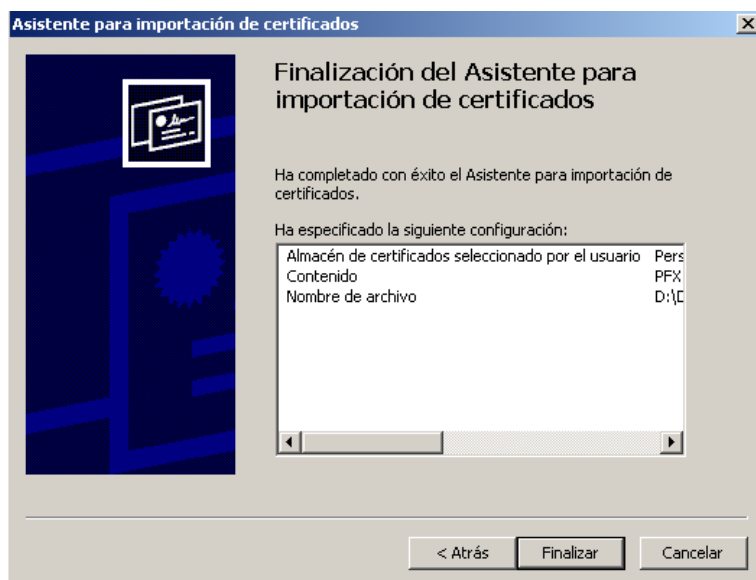 Asistente para importación de certificados
Finalización del Asistente para
importación de certificados
Ha completado con éxito el Asistente para importación de
certificados.
Ha especificado la siguiente configuración:
Almacén de certificados seleccionado por el usuario Pers
Contenido PFX
Nombre de archivo D:\D
< Atrás Finalizar Cancelar